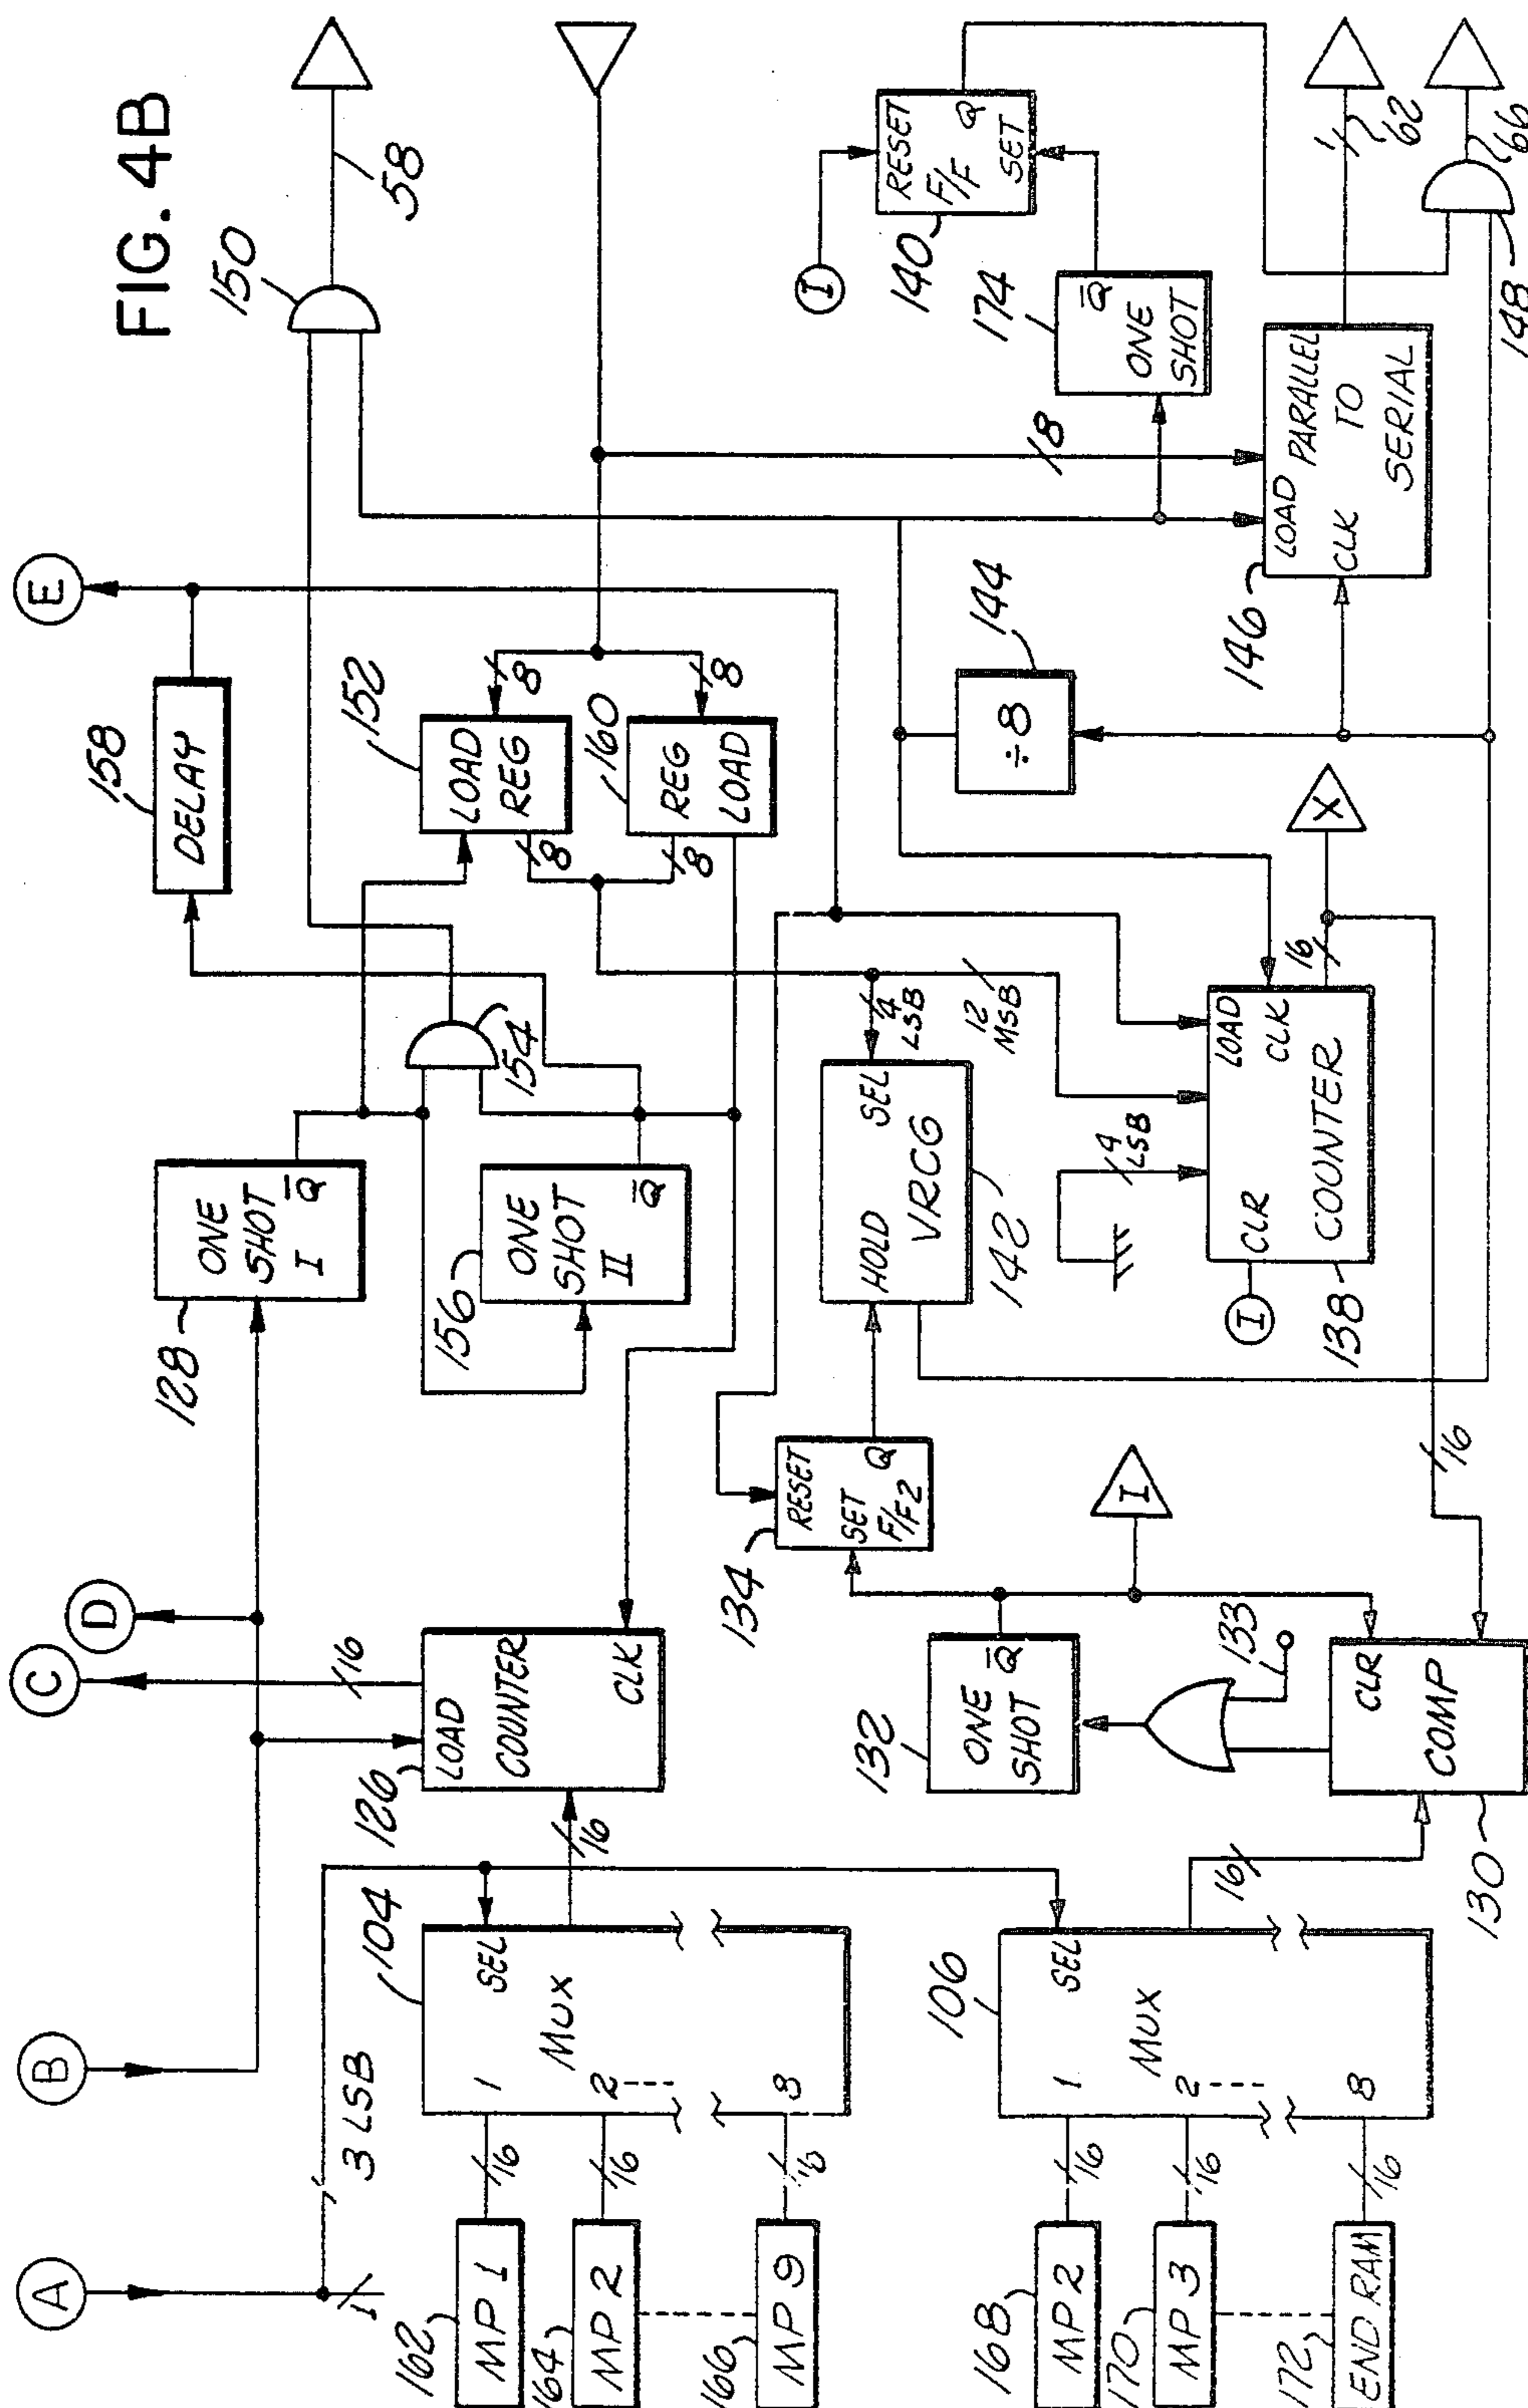 FIG. 4B
A
B
C
D
E
3 LSB
162
MP 1
16
164
MP 2
16
166
MP 9
16
104
SEL
MUX
1
2
8
16
168
MP 2
16
170
MP 3
16
172
END RAM
16
106
SEL
MUX
1
2
8
16
126
LOAD
COUNTER
CLK
16
128
ONE
SHOT
I Q̅
156
ONE
SHOT
II Q̅
154
158
DELAY
150
58
152
LOAD
REG
8
8
160
REG
LOAD
8
8
132
ONE
SHOT Q̅
133
130
CLR
COMP
16
134
RESET
SET Q
F/F2
I
142
HOLD SEL
VRCG
4
LSB
12
MSB
4
LSB
138
I
CLR
LOAD
CLK
COUNTER
16
X
144
÷8
146
LOAD
CLK
PARALLEL
TO
SERIAL
18
174
ONE
SHOT
Q̅
140
I
RESET
F/F Q
SET
62
66
148